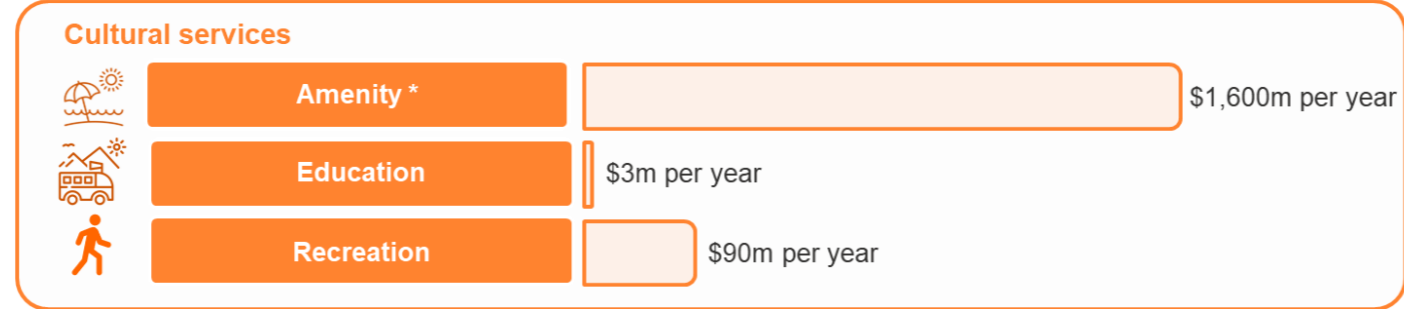 Cultural services
Amenity * $1,600m per year
Education $3m per year
Recreation $90m per year